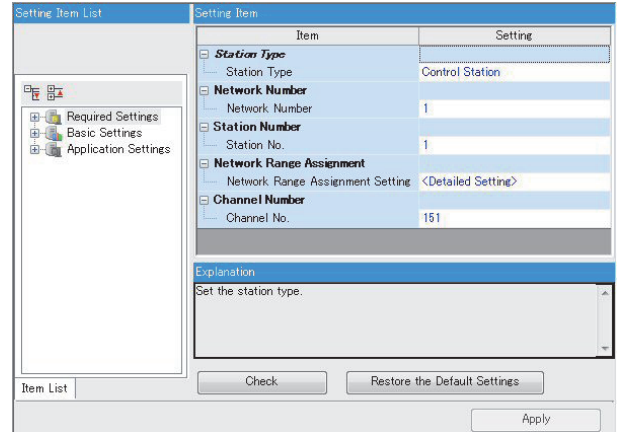 Setting Item List
Setting Item
Item Setting
Station Type
Station Type Control Station
Network Number
Network Number 1
Station Number
Station No. 1
Network Range Assignment
Network Range Assignment Setting <Detailed Setting>
Channel Number
Channel No. 151
Required Settings
Basic Settings
Application Settings
Explanation
Set the station type.
Item List
Check Restore the Default Settings
Apply